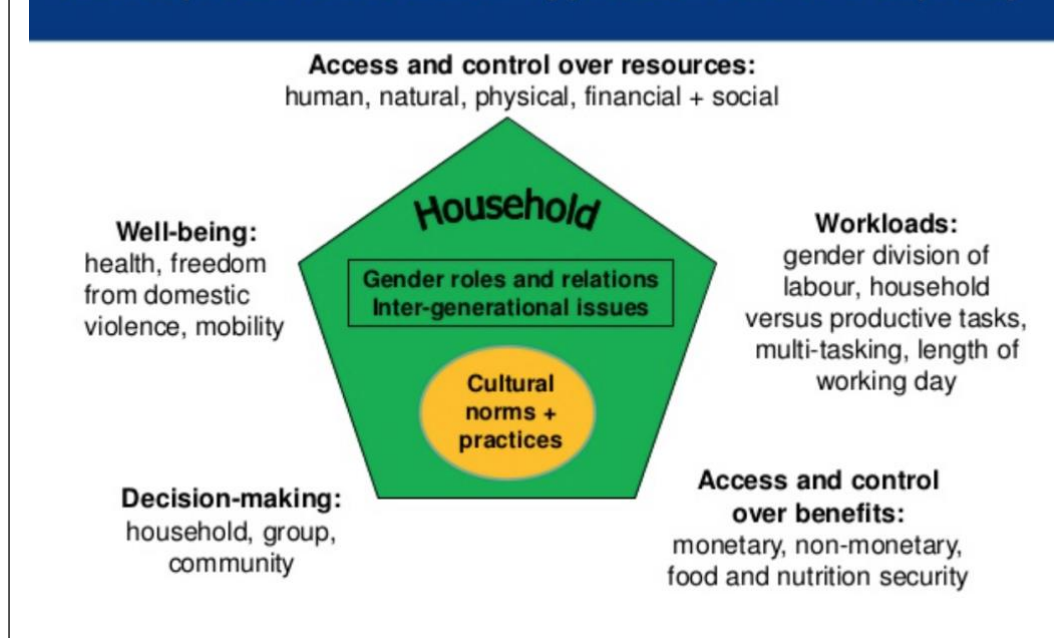 Access and control over resources:
human, natural, physical, financial + social
Household
Well-being:
health, freedom
from domestic
violence, mobility
Gender roles and relations
Inter-generational issues
Workloads:
gender division of
labour, household
versus productive tasks,
multi-tasking, length of
working day
Cultural
norms +
practices
Decision-making:
household, group,
community
Access and control
over benefits:
monetary, non-monetary,
food and nutrition security